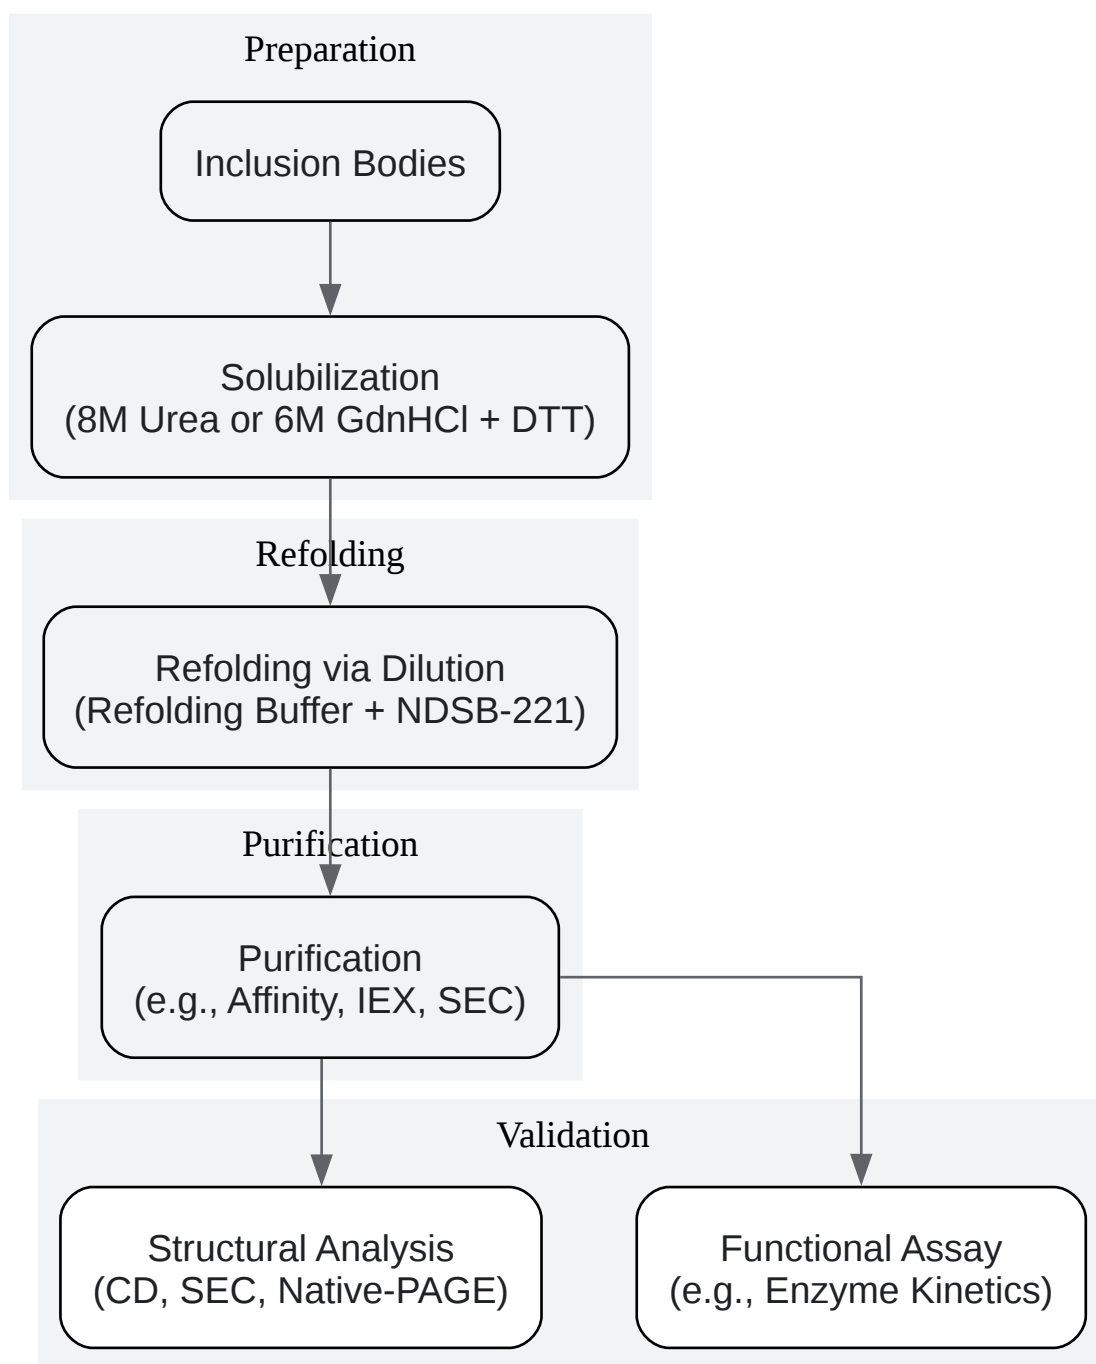 Preparation
Inclusion Bodies
Solubilization
(8M Urea or 6M GdnHCl + DTT)
Refolding
Refolding via Dilution
(Refolding Buffer + NDSB-221)
Purification
Purification
(e.g., Affinity, IEX, SEC)
Validation
Structural Analysis
(CD, SEC, Native-PAGE)
Functional Assay
(e.g., Enzyme Kinetics)